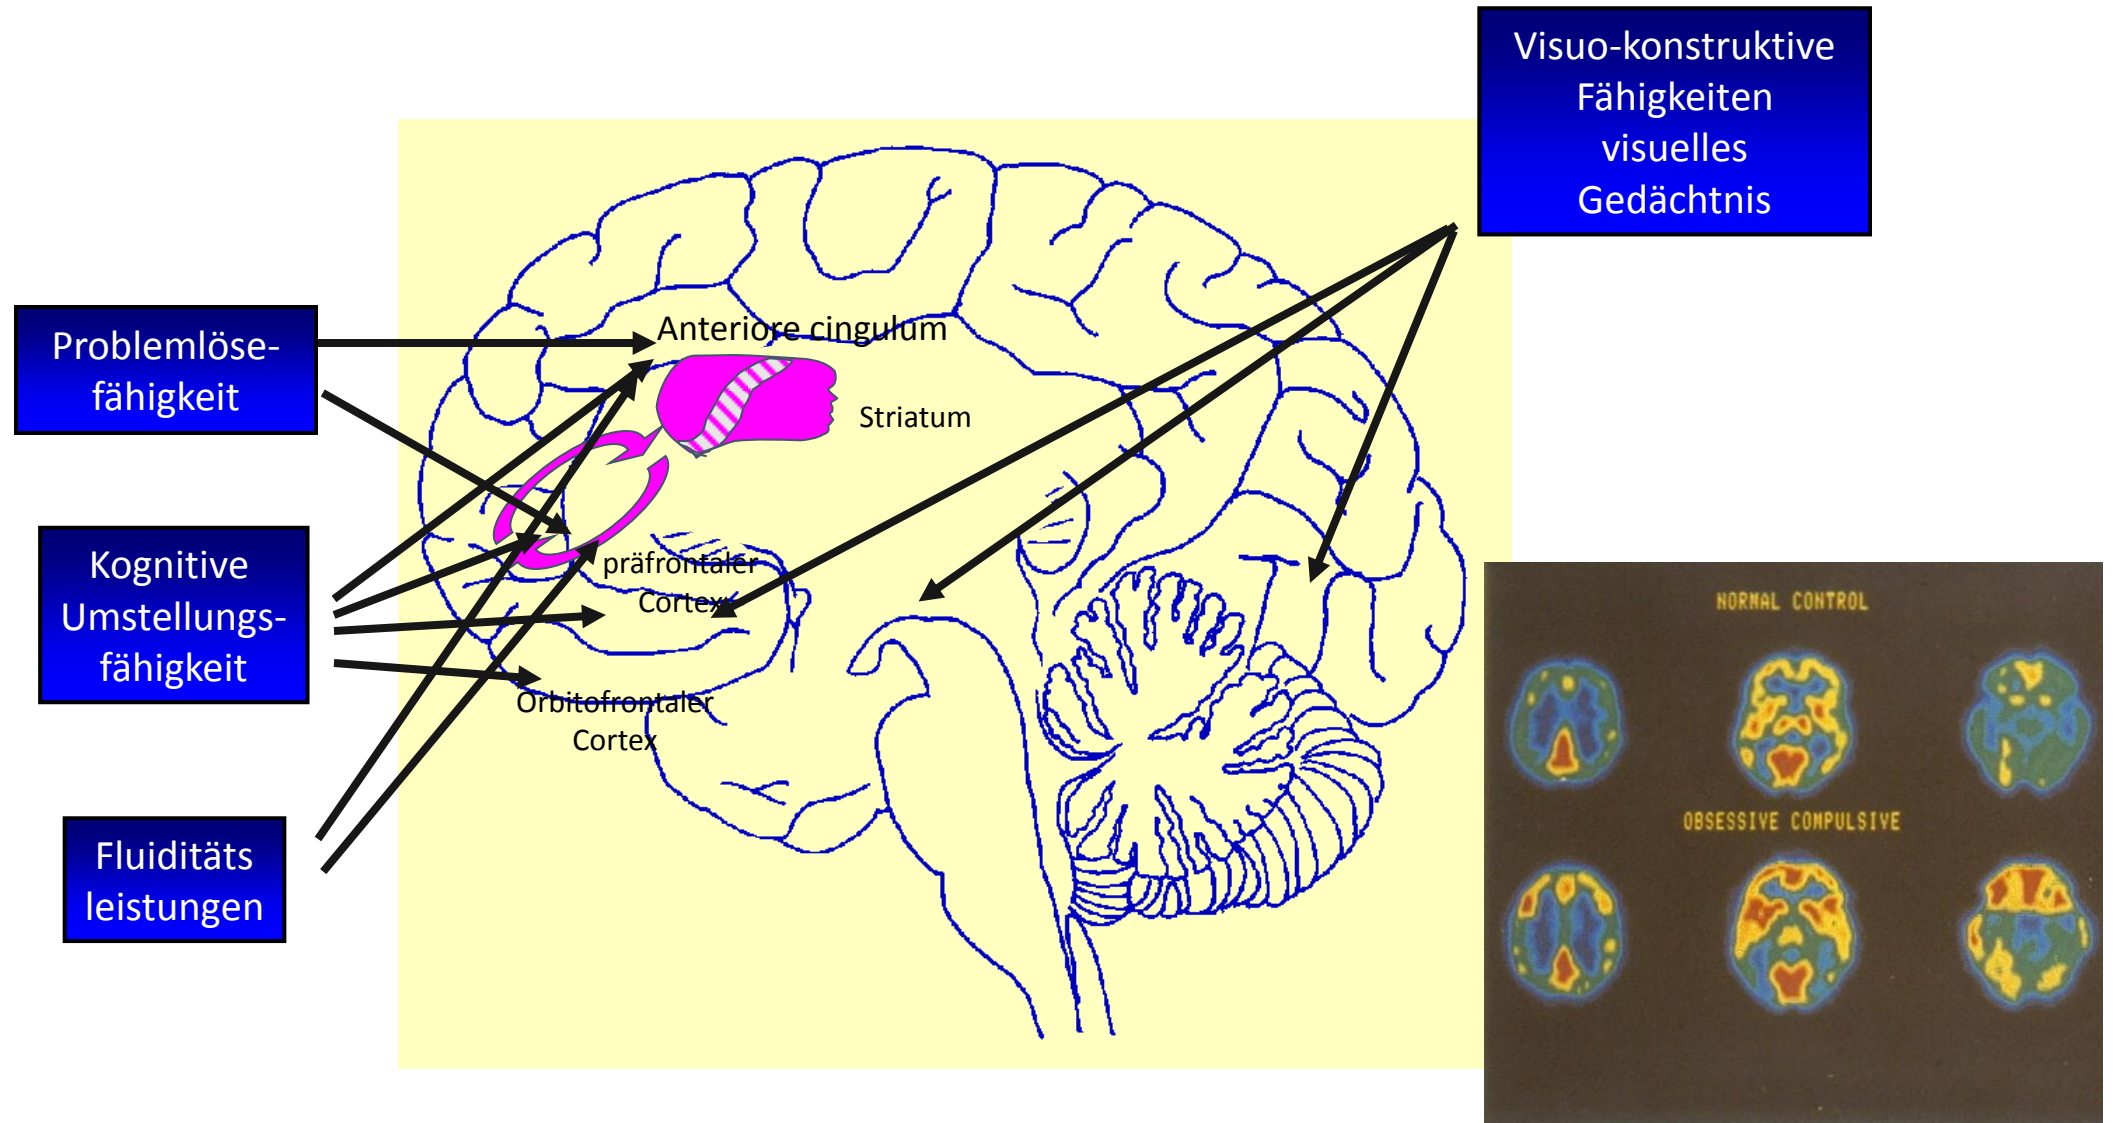 Visuo-konstruktive
Fähigkeiten
visuelles
Gedächtnis
Problemlöse-
fähigkeit
Anteriore cingulum
Striatum
Kognitive
Umstellungs-
fähigkeit
präfrontaler
Cortex
Orbitofrontaler
Cortex
Fluiditäts
leistungen
NORMAL CONTROL
OBSESSIVE COMPULSIVE